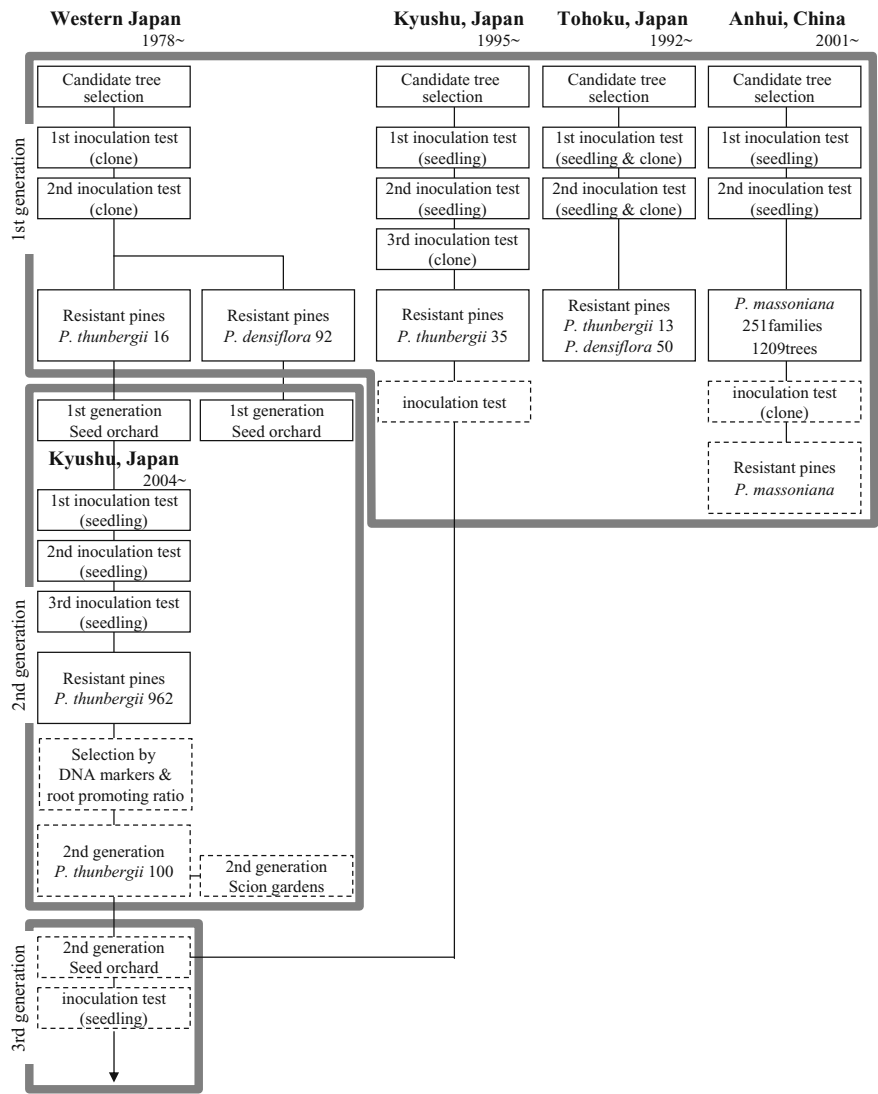 Western Japan
1978~
Kyushu, Japan
1995~
Tohoku, Japan
1992~
Anhui, China
2001~
1st generation
Candidate tree
selection
1st inoculation test
(clone)
2nd inoculation test
(clone)
Resistant pines
P. thunbergii 16
Resistant pines
P. densiflora 92
Candidate tree
selection
1st inoculation test
(seedling)
2nd inoculation test
(seedling)
3rd inoculation test
(clone)
Resistant pines
P. thunbergii 35
inoculation test
Candidate tree
selection
1st inoculation test
(seedling & clone)
2nd inoculation test
(seedling & clone)
Resistant pines
P. thunbergii 13
P. densiflora 50
Candidate tree
selection
1st inoculation test
(seedling)
2nd inoculation test
(seedling)
P. massoniana
251families
1209trees
inoculation test
(clone)
Resistant pines
P. massoniana
2nd generation
1st generation
Seed orchard
1st generation
Seed orchard
Kyushu, Japan
2004~
1st inoculation test
(seedling)
2nd inoculation test
(seedling)
3rd inoculation test
(seedling)
Resistant pines
P. thunbergii 962
Selection by
DNA markers &
root promoting ratio
2nd generation
P. thunbergii 100
2nd generation
Scion gardens
3rd generation
2nd generation
Seed orchard
inoculation test
(seedling)